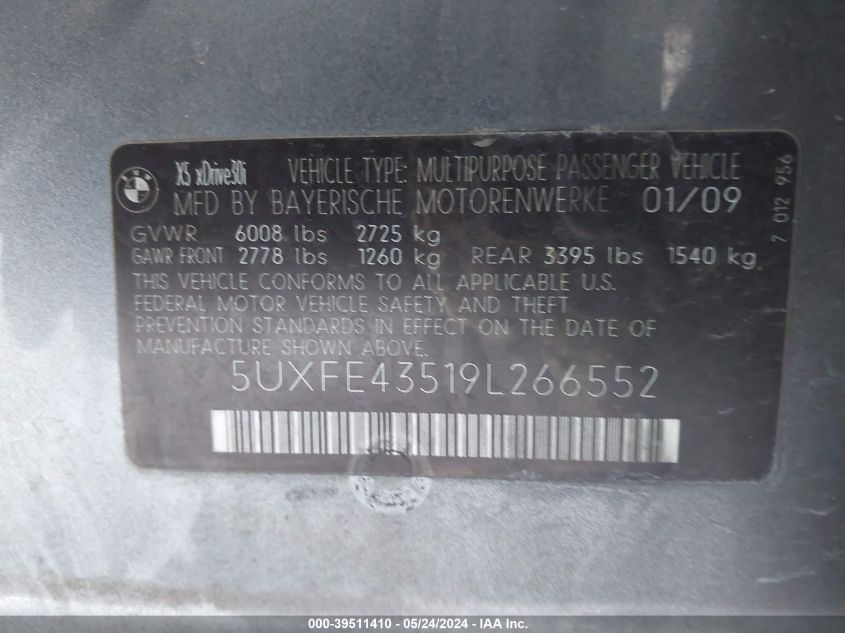 BMW
X5 xDrive30i VEHICLE TYPE: MULTIPURPOSE PASSENGER VEHICLE
MFD BY BAYERISCHE MOTORENWERKE 01/09
GVWR 6008 lbs 2725 kg
GAWR FRONT 2778 lbs 1260 kg REAR 3395 lbs 1540 kg
THIS VEHICLE CONFORMS TO ALL APPLICABLE U.S.
FEDERAL MOTOR VEHICLE SAFETY AND THEFT
PREVENTION STANDARDS IN EFFECT ON THE DATE OF
MANUFACTURE SHOWN ABOVE.
5UXFE43519L266552
7 012 956
000-39511410 - 05/24/2024 - IAA Inc.